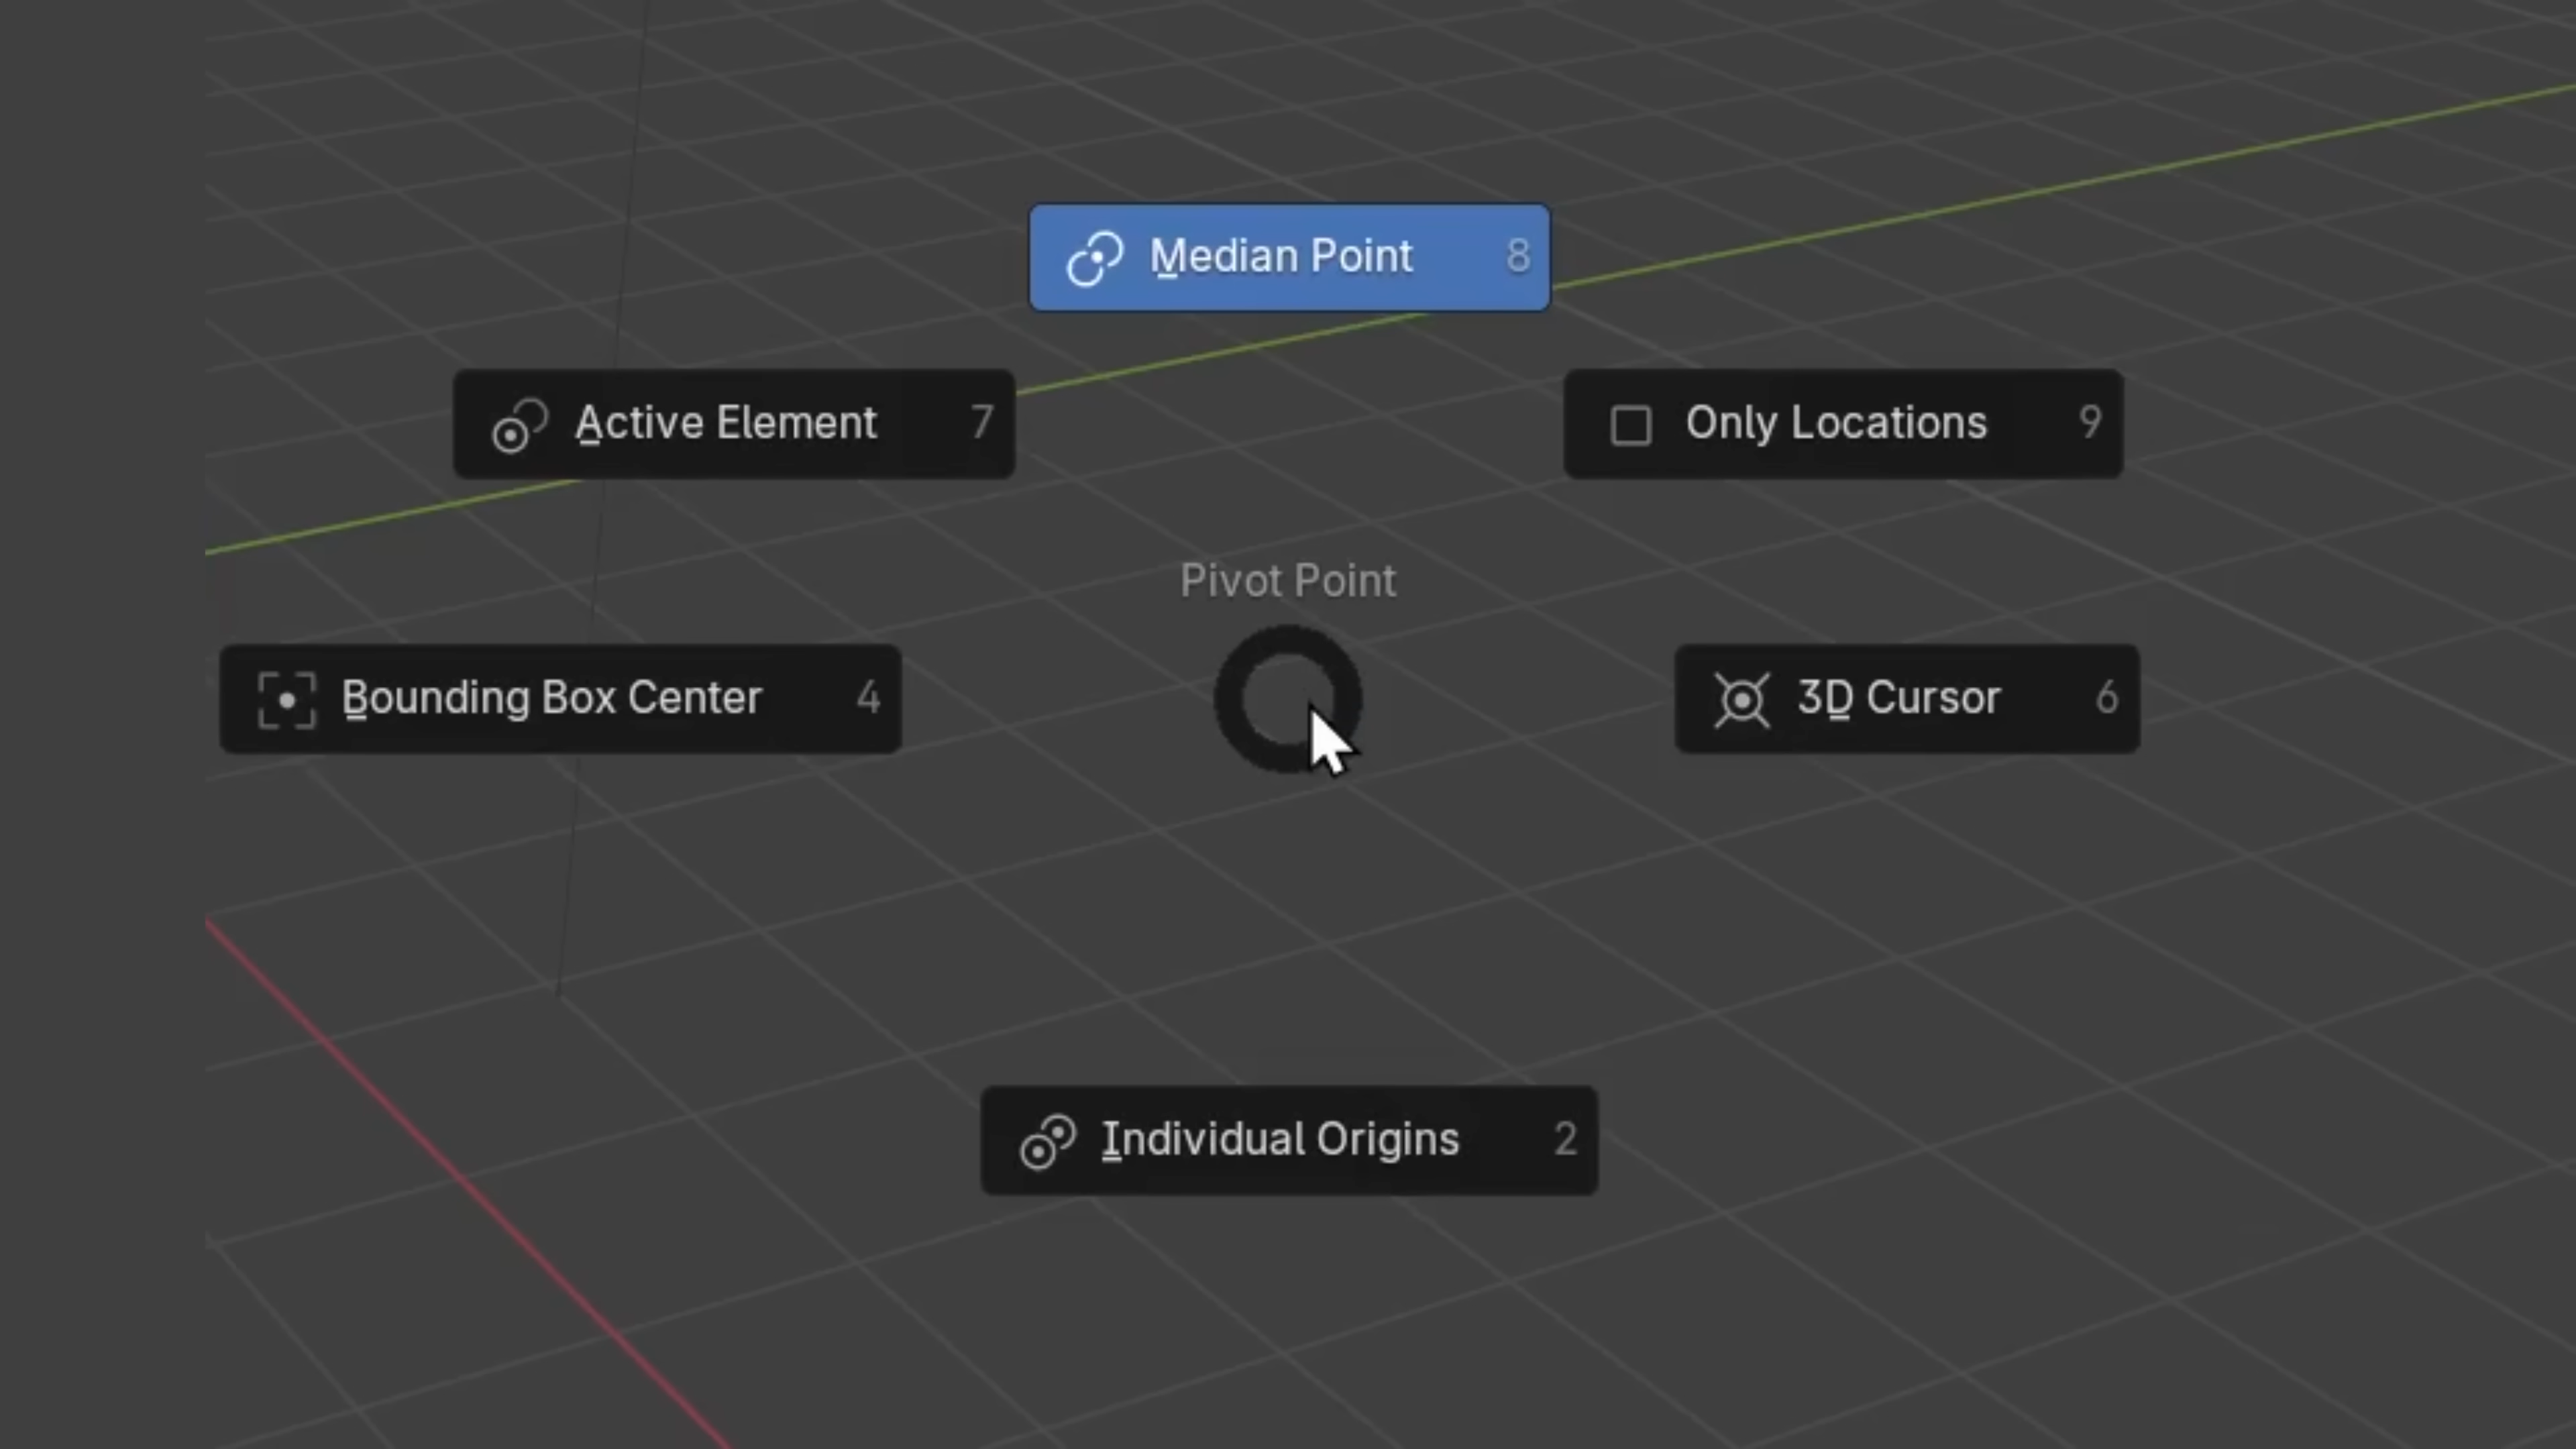 Median Point 8
Active Element 7
Only Locations 9
Pivot Point
Bounding Box Center 4
3D Cursor 6
Individual Origins 2